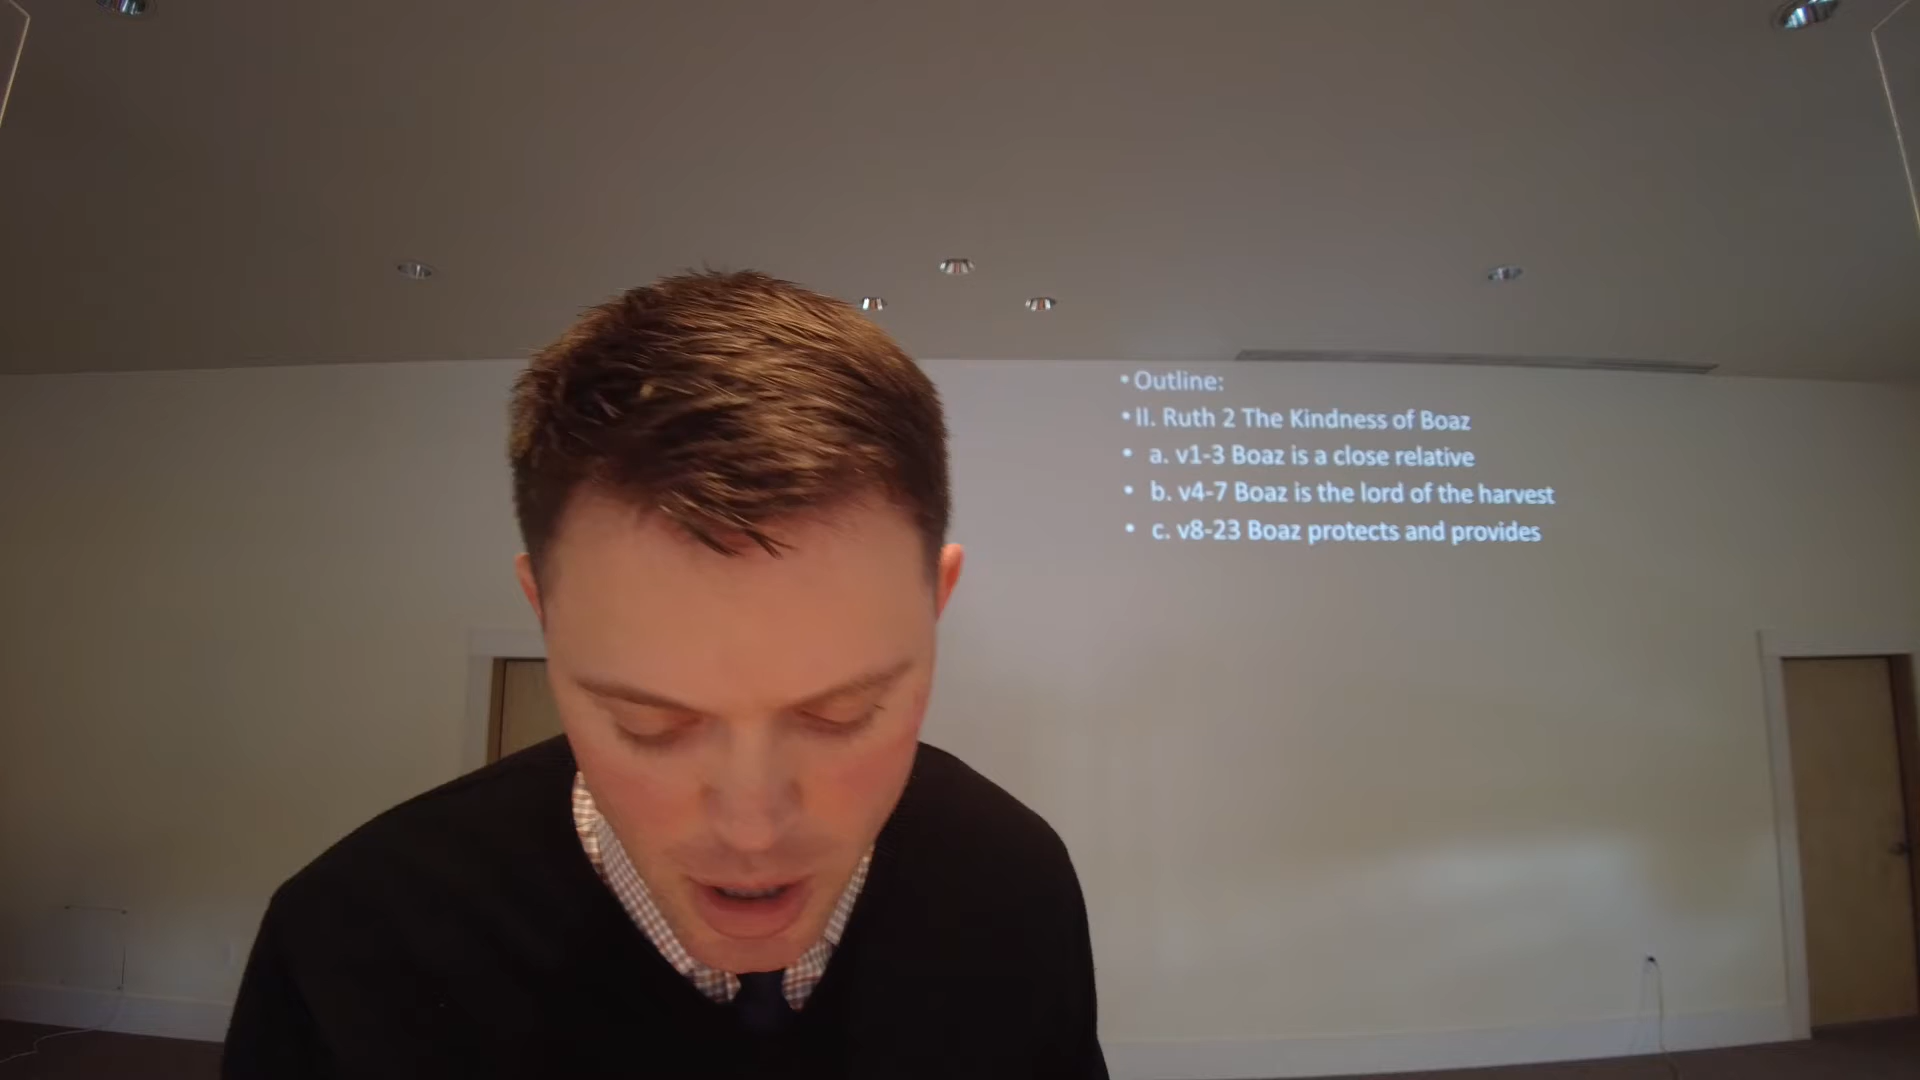 • Outline:
• II. Ruth 2 The Kindness of Boaz
• a. v1-3 Boaz is a close relative
• b. v4-7 Boaz is the lord of the harvest
• c. v8-23 Boaz protects and provides